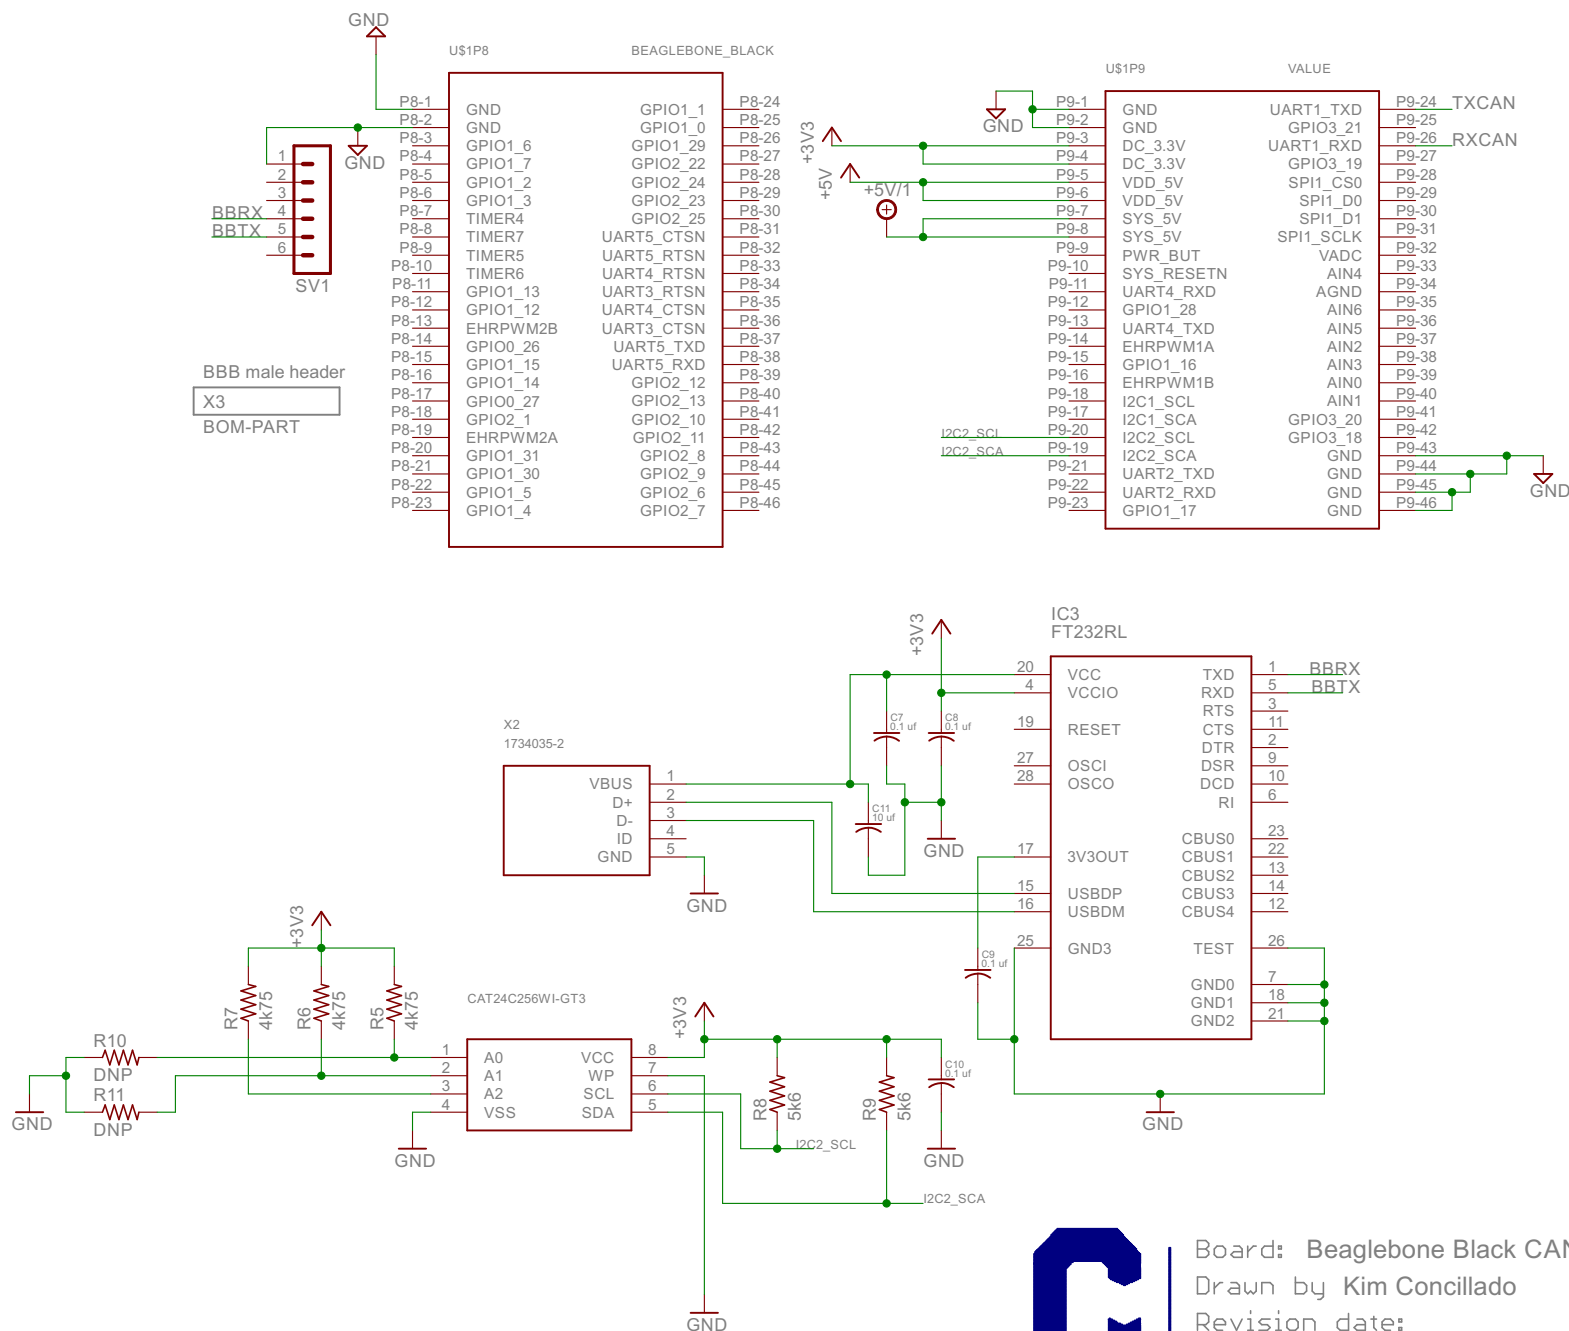 GND
U$1P8 BEAGLEBONE_BLACK
P8-1 GND GPIO1_1 P8-24
P8-2 GND GPIO1_0 P8-25
P8-3 GPIO1_6 GPIO1_29 P8-26
P8-4 GPIO1_7 GPIO2_22 P8-27
P8-5 GPIO1_2 GPIO2_24 P8-28
P8-6 GPIO1_3 GPIO2_23 P8-29
P8-7 TIMER4 GPIO2_25 P8-30
P8-8 TIMER7 UART5_CTSN P8-31
P8-9 TIMER5 UART5_RTSN P8-32
P8-10 TIMER6 UART4_RTSN P8-33
P8-11 GPIO1_13 UART3_RTSN P8-34
P8-12 GPIO1_12 UART4_CTSN P8-35
P8-13 EHRPWM2B UART3_CTSN P8-36
P8-14 GPIO0_26 UART5_TXD P8-37
P8-15 GPIO1_15 UART5_RXD P8-38
P8-16 GPIO1_14 GPIO2_12 P8-39
P8-17 GPIO0_27 GPIO2_13 P8-40
P8-18 GPIO2_1 GPIO2_10 P8-41
P8-19 EHRPWM2A GPIO2_11 P8-42
P8-20 GPIO1_31 GPIO2_8 P8-43
P8-21 GPIO1_30 GPIO2_9 P8-44
P8-22 GPIO1_5 GPIO2_6 P8-45
P8-23 GPIO1_4 GPIO2_7 P8-46
GND
1
2
3
BBRX 4
BBTX 5
6
SV1
BBB male header
X3
BOM-PART
U$1P9 VALUE
P9-1 GND UART1_TXD P9-24 TXCAN
P9-2 GND GPIO3_21 P9-25
P9-3 DC_3.3V UART1_RXD P9-26 RXCAN
P9-4 DC_3.3V GPIO3_19 P9-27
P9-5 VDD_5V SPI1_CS0 P9-28
P9-6 VDD_5V SPI1_D0 P9-29
P9-7 SYS_5V SPI1_D1 P9-30
P9-8 SYS_5V SPI1_SCLK P9-31
P9-9 PWR_BUT VADC P9-32
P9-10 SYS_RESETN AIN4 P9-33
P9-11 UART4_RXD AGND P9-34
P9-12 GPIO1_28 AIN6 P9-35
P9-13 UART4_TXD AIN5 P9-36
P9-14 EHRPWM1A AIN2 P9-37
P9-15 GPIO1_16 AIN3 P9-38
P9-16 EHRPWM1B AIN0 P9-39
P9-18 I2C1_SCL AIN1 P9-40
P9-17 I2C1_SCA GPIO3_20 P9-41
I2C2_SCL P9-20 I2C2_SCL GPIO3_18 P9-42
I2C2_SCA P9-19 I2C2_SCA GND P9-43
P9-21 UART2_TXD GND P9-44
P9-22 UART2_RXD GND P9-45
P9-23 GPIO1_17 GND P9-46
GND
+3V3
+5V
+5V/1
GND
IC3
FT232RL
20 VCC TXD 1 BBRX
4 VCCIO RXD 5 BBTX
RTS 3
19 RESET CTS 11
DTR 2
27 OSCI DSR 9
28 OSCO DCD 10
RI 6
CBUS0 23
17 3V3OUT CBUS1 22
CBUS2 13
15 USBDP CBUS3 14
16 USBDM CBUS4 12
25 GND3 TEST 26
GND0 7
GND1 18
GND2 21
GND
+3V3
C7
0.1 uf
C8
0.1 uf
C11
10 uf
GND
C9
0.1 uf
X2
1734035-2
VBUS 1
D+ 2
D- 3
ID 4
GND 5
GND
+3V3
R7 4k75
R6 4k75
R5 4k75
R10
DNP
R11
DNP
GND
CAT24C256WI-GT3
1 A0 VCC 8
2 A1 WP 7
3 A2 SCL 6
4 VSS SDA 5
GND
+3V3
R8 5k6
R9 5k6
C10
0.1 uf
I2C2_SCL
GND
I2C2_SCA
GND
Board: Beaglebone Black CAN
Drawn by Kim Concillado
Revision date: